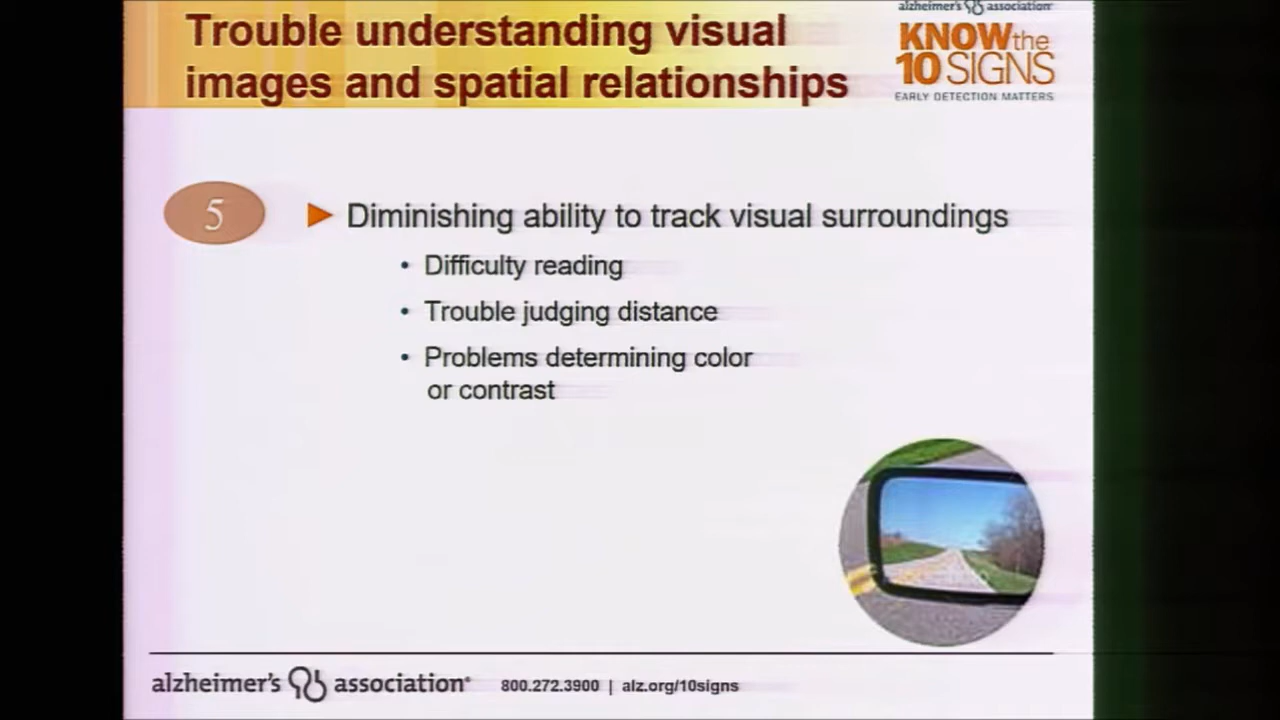 Trouble understanding visual
images and spatial relationships
alzheimer's association
KNOW the
10 SIGNS
EARLY DETECTION MATTERS
5
Diminishing ability to track visual surroundings
• Difficulty reading
• Trouble judging distance
• Problems determining color
or contrast
alzheimer's association®
800.272.3900 | alz.org/10signs